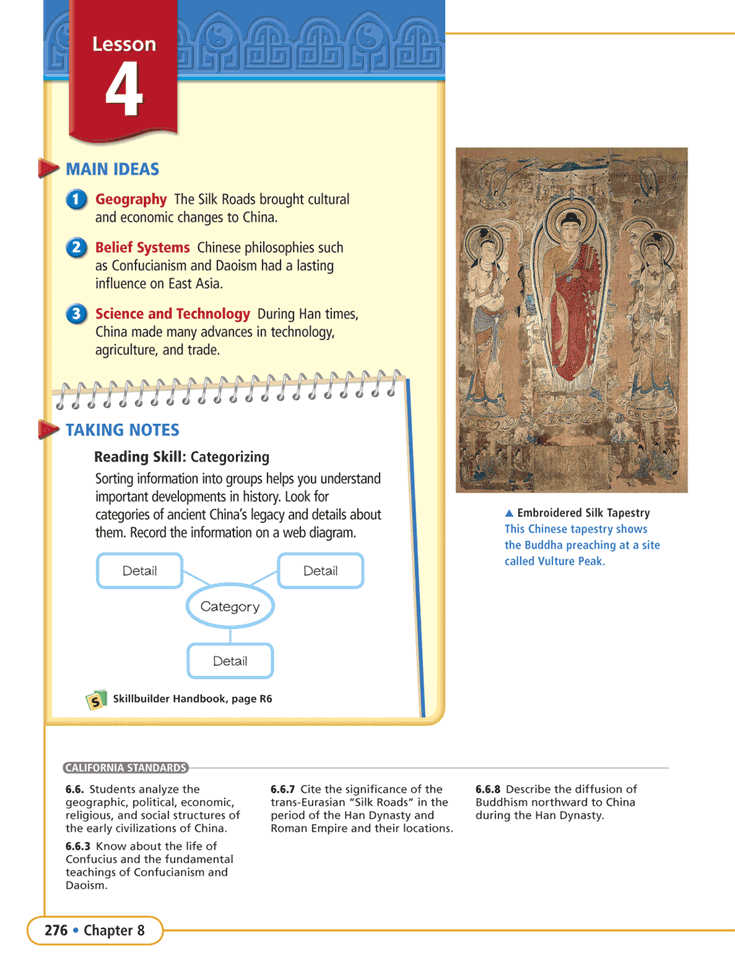 Lesson
4
MAIN IDEAS
1 Geography The Silk Roads brought cultural
and economic changes to China.
2 Belief Systems Chinese philosophies such
as Confucianism and Daoism had a lasting
influence on East Asia.
3 Science and Technology During Han times,
China made many advances in technology,
agriculture, and trade.
TAKING NOTES
Reading Skill: Categorizing
Sorting information into groups helps you understand
important developments in history. Look for
categories of ancient China's legacy and details about
them. Record the information on a web diagram.
Detail
Detail
Category
Detail
S Skillbuilder Handbook, page R6
▲ Embroidered Silk Tapestry
This Chinese tapestry shows
the Buddha preaching at a site
called Vulture Peak.
CALIFORNIA STANDARDS
6.6. Students analyze the
geographic, political, economic,
religious, and social structures of
the early civilizations of China.
6.6.3 Know about the life of
Confucius and the fundamental
teachings of Confucianism and
Daoism.
6.6.7 Cite the significance of the
trans-Eurasian "Silk Roads" in the
period of the Han Dynasty and
Roman Empire and their locations.
6.6.8 Describe the diffusion of
Buddhism northward to China
during the Han Dynasty.
276 • Chapter 8